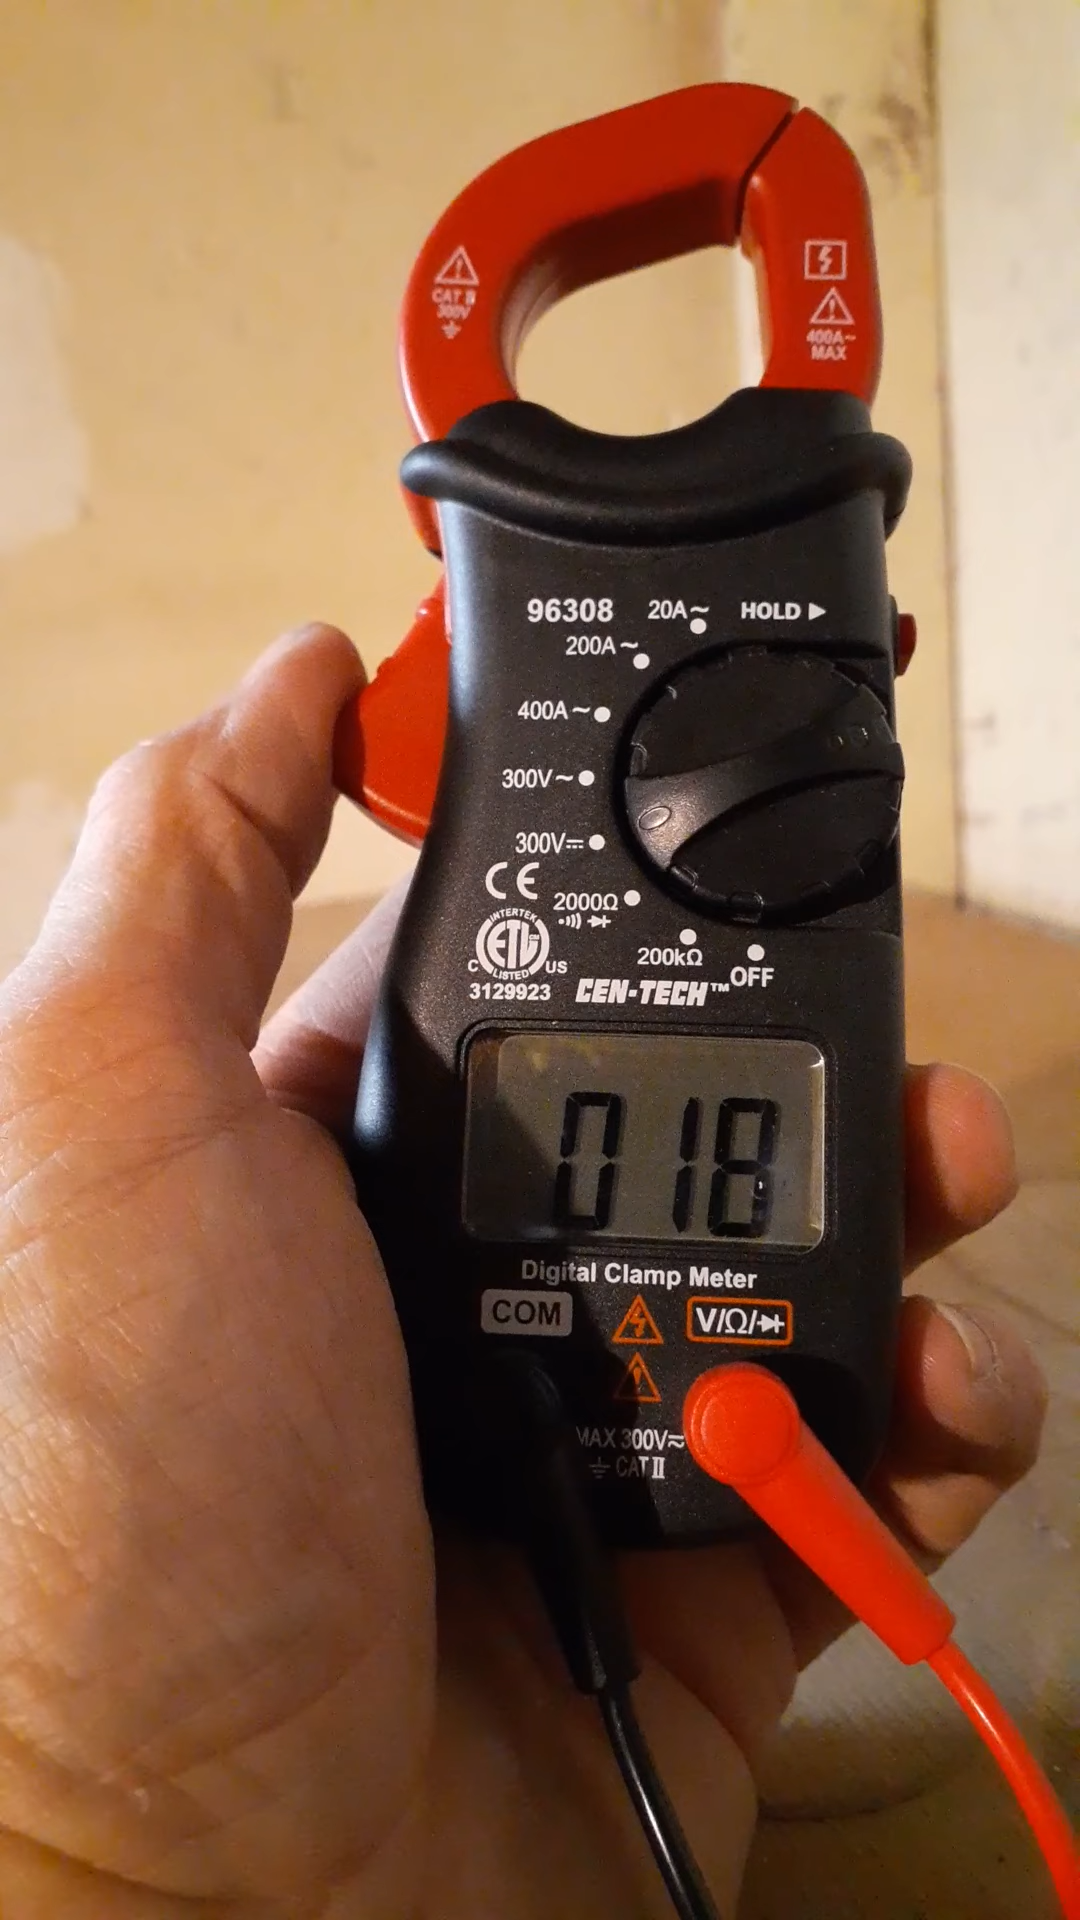 CAT II
300V
400A~
MAX
96308
20A~
HOLD ▶
200A~
400A~
300V~
300V⎓
CE
2000Ω
INTERTEK
ETL CM
C LISTED US
3129923
200kΩ
OFF
CEN-TECH™
018
Digital Clamp Meter
COM
V/Ω/
MAX 300V≂
CAT II